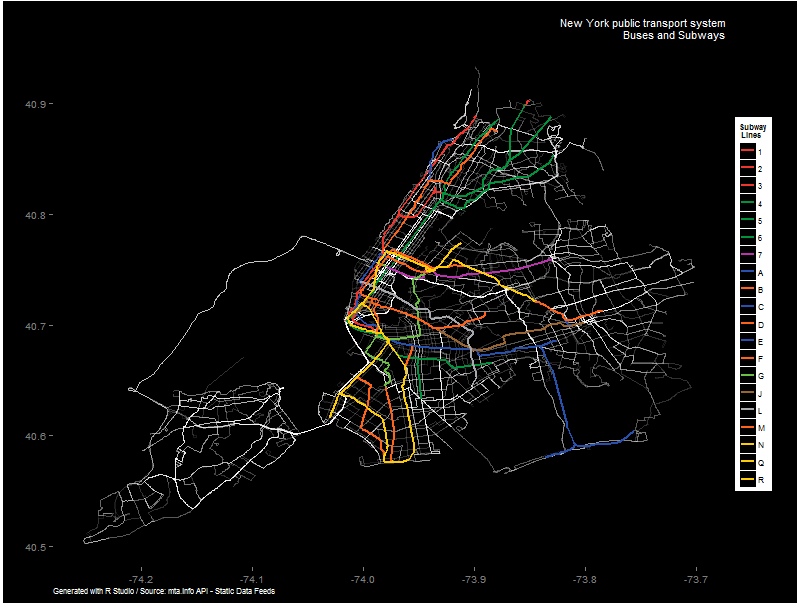 New York public transport system
Buses and Subways
40.9
40.8
40.7
40.6
40.5
-74.2
-74.1
-74.0
-73.9
-73.8
-73.7
Subway
Lines
1
2
3
4
5
6
7
A
B
C
D
E
F
G
J
L
M
N
Q
R
Generated with R Studio / Source: mta.info API - Static Data Feeds